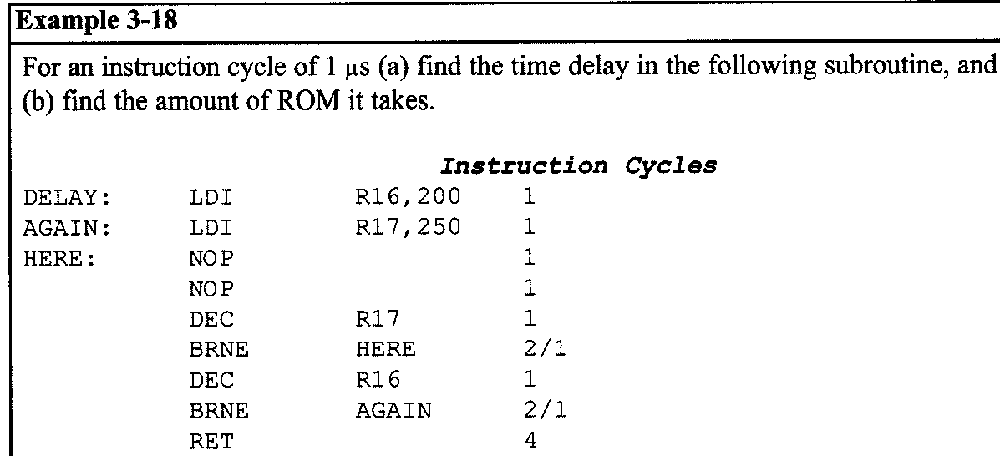 Example 3-18
For an instruction cycle of 1 μs (a) find the time delay in the following subroutine, and
(b) find the amount of ROM it takes.
Instruction Cycles
DELAY: LDI R16,200 1
AGAIN: LDI R17,250 1
HERE: NOP 1
NOP 1
DEC R17 1
BRNE HERE 2/1
DEC R16 1
BRNE AGAIN 2/1
RET 4